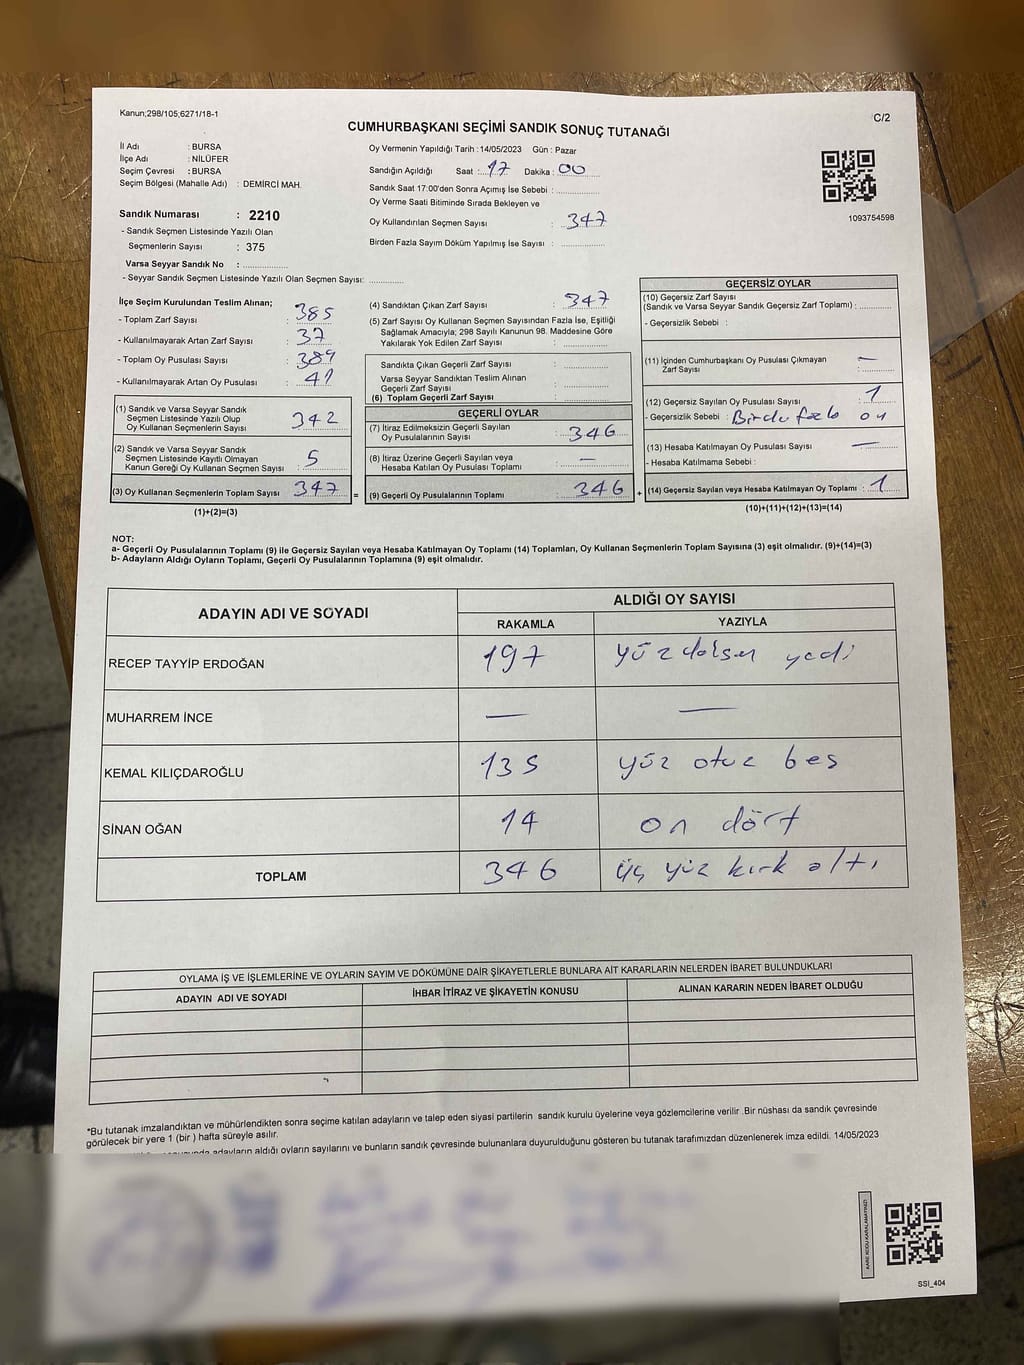 Kanun;298/105;6271/18-1
C/2
CUMHURBAŞKANI SEÇİMİ SANDIK SONUÇ TUTANAĞI
İl Adı : BURSA
İlçe Adı : NİLÜFER
Seçim Çevresi : BURSA
Seçim Bölgesi (Mahalle Adı) : DEMİRCİ MAH.
Sandık Numarası : 2210
- Sandık Seçmen Listesinde Yazılı Olan
Seçmenlerin Sayısı : 375
Varsa Seyyar Sandık No :
- Seyyar Sandık Seçmen Listesinde Yazılı Olan Seçmen Sayısı:
Oy Vermenin Yapıldığı Tarih : 14/05/2023 Gün : Pazar
Sandığın Açıldığı Saat : 17 Dakika : 00
Sandık Saat 17:00'den Sonra Açımış İse Sebebi :
Oy Verme Saati Bitiminde Sırada Bekleyen ve
Oy Kullandırılan Seçmen Sayısı : 347
Birden Fazla Sayım Döküm Yapılmış İse Sayısı :
1093754598
İlçe Seçim Kurulundan Teslim Alınan;
- Toplam Zarf Sayısı : 385
- Kullanılmayarak Artan Zarf Sayısı : 37
- Toplam Oy Pusulası Sayısı : 389
- Kullanılmayarak Artan Oy Pusulası : 41
(1) Sandık ve Varsa Seyyar Sandık
Seçmen Listesinde Yazılı Olup
Oy Kullanan Seçmenlerin Sayısı : 342
(2) Sandık ve Varsa Seyyar Sandık
Seçmen Listesinde Kayıtlı Olmayan
Kanun Gereği Oy Kullanan Seçmen Sayısı : 5
(3) Oy Kullanan Seçmenlerin Toplam Sayısı : 347 =
(1)+(2)=(3)
(4) Sandıktan Çıkan Zarf Sayısı : 347
(5) Zarf Sayısı Oy Kullanan Seçmen Sayısından Fazla İse, Eşitliği
Sağlamak Amacıyla; 298 Sayılı Kanunun 98. Maddesine Göre
Yakılarak Yok Edilen Zarf Sayısı :
Sandıkta Çıkan Geçerli Zarf Sayısı :
Varsa Seyyar Sandıktan Teslim Alınan
Geçerli Zarf Sayısı :
(6) Toplam Geçerli Zarf Sayısı :
GEÇERLİ OYLAR
(7) İtiraz Edilmeksizin Geçerli Sayılan
Oy Pusulalarının Sayısı : 346
(8) İtiraz Üzerine Geçerli Sayılan veya
Hesaba Katılan Oy Pusulası Toplamı : —
(9) Geçerli Oy Pusulalarının Toplamı : 346 +
GEÇERSİZ OYLAR
(10) Geçersiz Zarf Sayısı
(Sandık ve Varsa Seyyar Sandık Geçersiz Zarf Toplamı) :
- Geçersizlik Sebebi :
(11) İçinden Cumhurbaşkanı Oy Pusulası Çıkmayan —
Zarf Sayısı :
(12) Geçersiz Sayılan Oy Pusulası Sayısı : 1
- Geçersizlik Sebebi : Birdu fazla oy
(13) Hesaba Katılmayan Oy Pusulası Sayısı : —
- Hesaba Katılmama Sebebi :
(14) Geçersiz Sayılan veya Hesaba Katılmayan Oy Toplamı : 1
(10)+(11)+(12)+(13)=(14)
NOT:
a- Geçerli Oy Pusulalarının Toplamı (9) ile Geçersiz Sayılan veya Hesaba Katılmayan Oy Toplamı (14) Toplamları, Oy Kullanan Seçmenlerin Toplam Sayısına (3) eşit olmalıdır. (9)+(14)=(3)
b- Adayların Aldığı Oyların Toplamı, Geçerli Oy Pusulalarının Toplamına (9) eşit olmalıdır.
ADAYIN ADI VE SOYADI
ALDIĞI OY SAYISI
RAKAMLA YAZIYLA
RECEP TAYYİP ERDOĞAN 197 yüz doksan yedi
MUHARREM İNCE — —
KEMAL KILIÇDAROĞLU 135 yüz otuz beş
SİNAN OĞAN 14 on dört
TOPLAM 346 üç yüz kırk altı
OYLAMA İŞ VE İŞLEMLERİNE VE OYLARIN SAYIM VE DÖKÜMÜNE DAİR ŞİKAYETLERLE BUNLARA AİT KARARLARIN NELERDEN İBARET BULUNDUKLARI
ADAYIN ADI VE SOYADI İHBAR İTİRAZ VE ŞİKAYETİN KONUSU ALINAN KARARIN NEDEN İBARET OLDUĞU
*Bu tutanak imzalandıktan ve mühürlendikten sonra seçime katılan adayların ve talep eden siyasi partilerin sandık kurulu üyelerine veya gözlemcilerine verilir .Bir nüshası da sandık çevresinde
görülecek bir yere 1 (bir ) hafta süreyle asılır.
adayların aldığı oyların sayılarını ve bunların sandık çevresinde bulunanlara duyurulduğunu gösteren bu tutanak tarafımızdan düzenlenerek imza edildi. 14/05/2023
KARE KODU KARALAMAYINIZ!
SSI_404